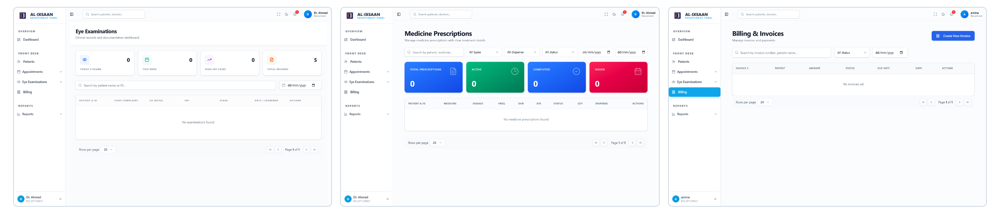 AL-IXSAAN
RECEPTIONIST PANEL
OVERVIEW
Dashboard
FRONT DESK
Patients
Appointments
Eye Examinations
Billing
REPORTS
Reports
Dr. Ahmed
RECEPTIONIST
Search patients, doctors...
1
D
Dr. Ahmed
Receptionist
Eye Examinations
Clinical records and documentation dashboard
0
TODAY'S EXAMS
0
THIS WEEK
0
HIGH IOP CASES
5
TOTAL RECORDS
Search by patient name or ID...
dd/mm/yyyy
PATIENT & ID CHIEF COMPLAINT VA (BCVA) IOP STAGE DATE / EXAMINER ACTIONS
No examinations found.
Rows per page 20
Page 1 of 1
D
AL-IXSAAN
RECEPTIONIST PANEL
OVERVIEW
Dashboard
FRONT DESK
Patients
Appointments
Eye Examinations
Billing
REPORTS
Reports
D
Dr. Ahmed
RECEPTIONIST
Search patients, doctors...
1
D
Dr. Ahmed
Receptionist
Medicine Prescriptions
Manage medicine prescriptions with clear treatment details
Search by patient, medicine...
All types
All dispense
All status
dd/mm/yyyy
dd/mm/yyyy
TOTAL PRESCRIPTIONS
0
ACTIVE
0
COMPLETED
0
ISSUED
0
PATIENT & ID MEDICINE DOSAGE FREQ DUR EYE STATUS QTY DISPENSE ACTIONS
No medicine prescriptions found
Rows per page 20
Page 1 of 1
AL-IXSAAN
RECEPTIONIST PANEL
OVERVIEW
Dashboard
FRONT DESK
Patients
Appointments
Eye Examinations
Billing
REPORTS
Reports
A
amina
RECEPTIONIST
Search patients, doctors...
1
A
amina
Receptionist
Billing & Invoices
Manage invoices and payments
Create New Invoice
Search by invoice number, patient name...
All Status
dd/mm/yyyy
INVOICE # PATIENT AMOUNT STATUS DUE DATE DATE ACTIONS
No invoices yet
Rows per page 20
Page 1 of 1